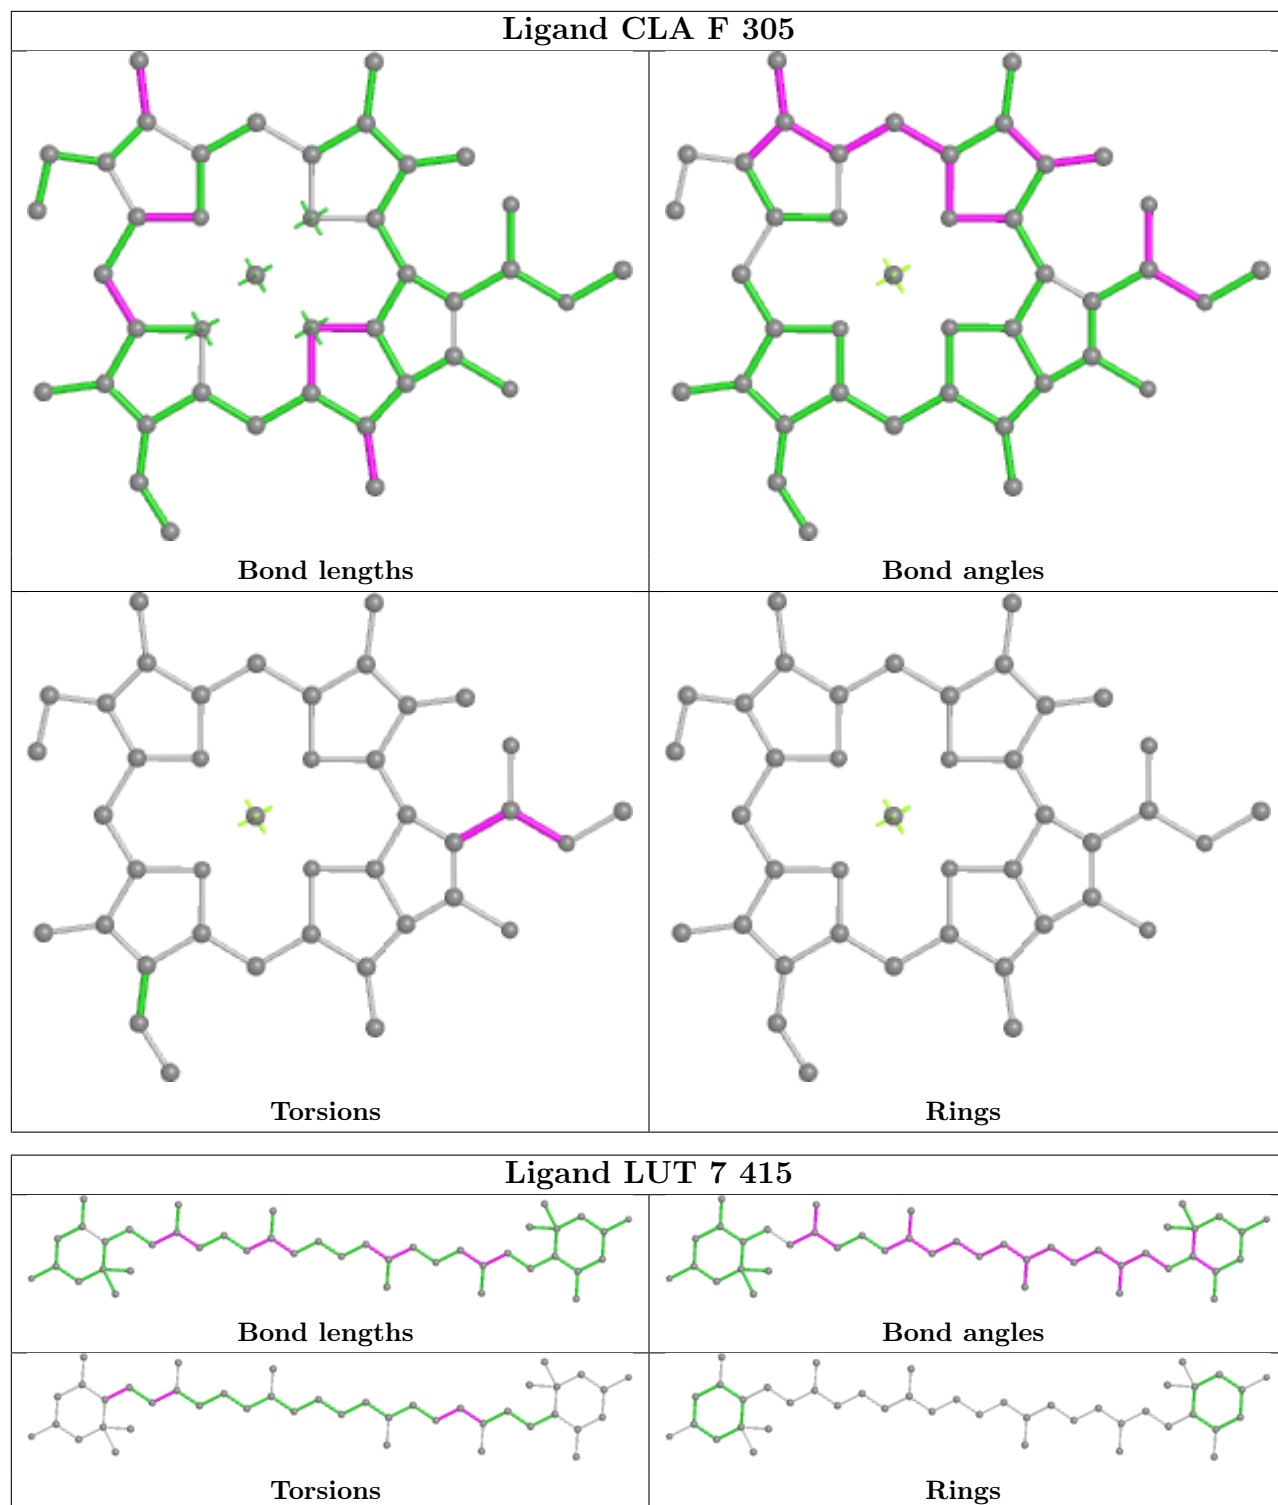 Ligand CLA F 305
Bond lengths
Bond angles
Torsions
Rings
Ligand LUT 7 415
Bond lengths
Bond angles
Torsions
Rings